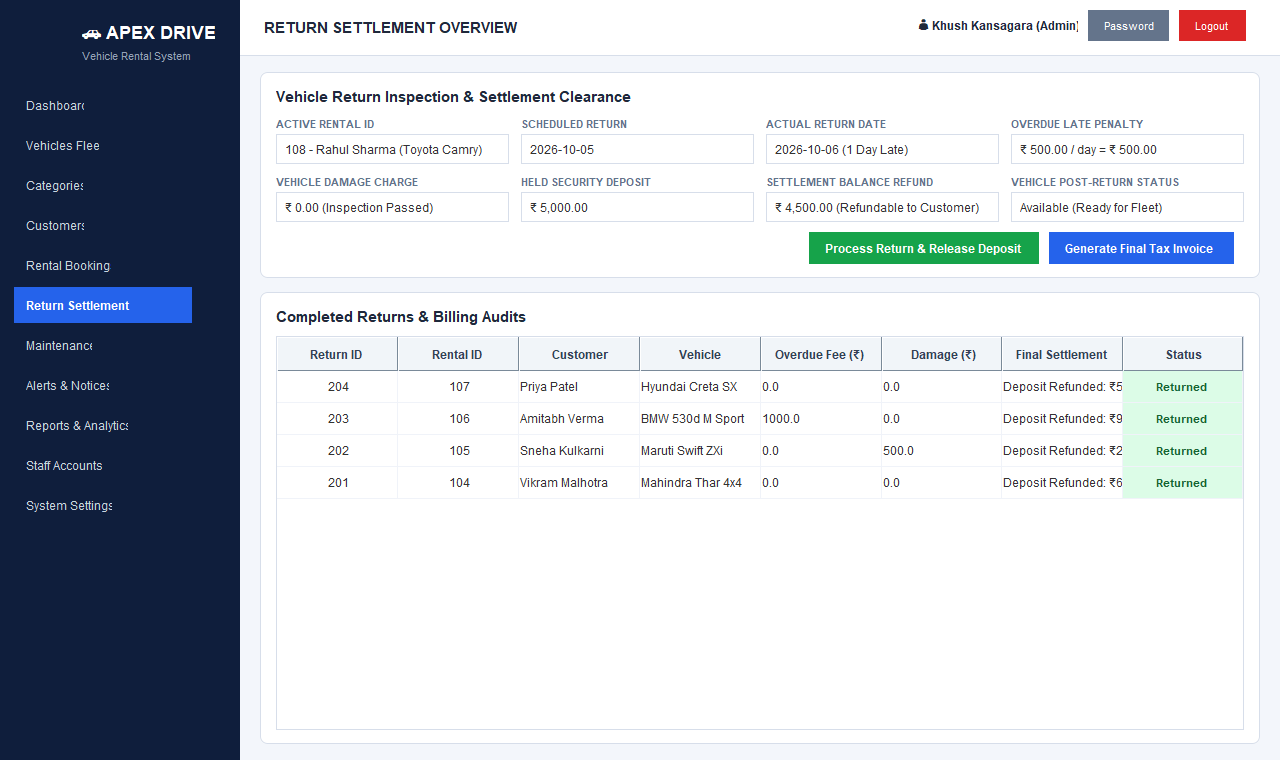 APEX DRIVE
Vehicle Rental System
Dashboard
Vehicles Flee
Categories
Customers
Rental Booking
Return Settlement
Maintenance
Alerts & Notices
Reports & Analytics
Staff Accounts
System Settings
RETURN SETTLEMENT OVERVIEW
Khush Kansagara (Admin)
Password
Logout
Vehicle Return Inspection & Settlement Clearance
ACTIVE RENTAL ID SCHEDULED RETURN ACTUAL RETURN DATE OVERDUE LATE PENALTY
108 - Rahul Sharma (Toyota Camry) 2026-10-05 2026-10-06 (1 Day Late) ₹ 500.00 / day = ₹ 500.00
VEHICLE DAMAGE CHARGE HELD SECURITY DEPOSIT SETTLEMENT BALANCE REFUND VEHICLE POST-RETURN STATUS
₹ 0.00 (Inspection Passed) ₹ 5,000.00 ₹ 4,500.00 (Refundable to Customer) Available (Ready for Fleet)
Process Return & Release Deposit Generate Final Tax Invoice
Completed Returns & Billing Audits
Return ID Rental ID Customer Vehicle Overdue Fee (₹) Damage (₹) Final Settlement Status
204 107 Priya Patel Hyundai Creta SX 0.0 0.0 Deposit Refunded: ₹5 Returned
203 106 Amitabh Verma BMW 530d M Sport 1000.0 0.0 Deposit Refunded: ₹9 Returned
202 105 Sneha Kulkarni Maruti Swift ZXi 0.0 500.0 Deposit Refunded: ₹2 Returned
201 104 Vikram Malhotra Mahindra Thar 4x4 0.0 0.0 Deposit Refunded: ₹6 Returned